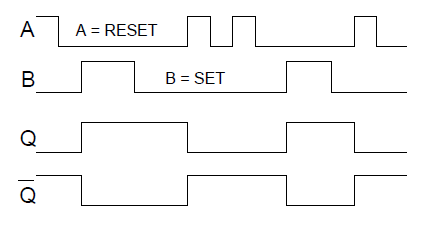 A A = RESET
B B = SET
Q
Q̅